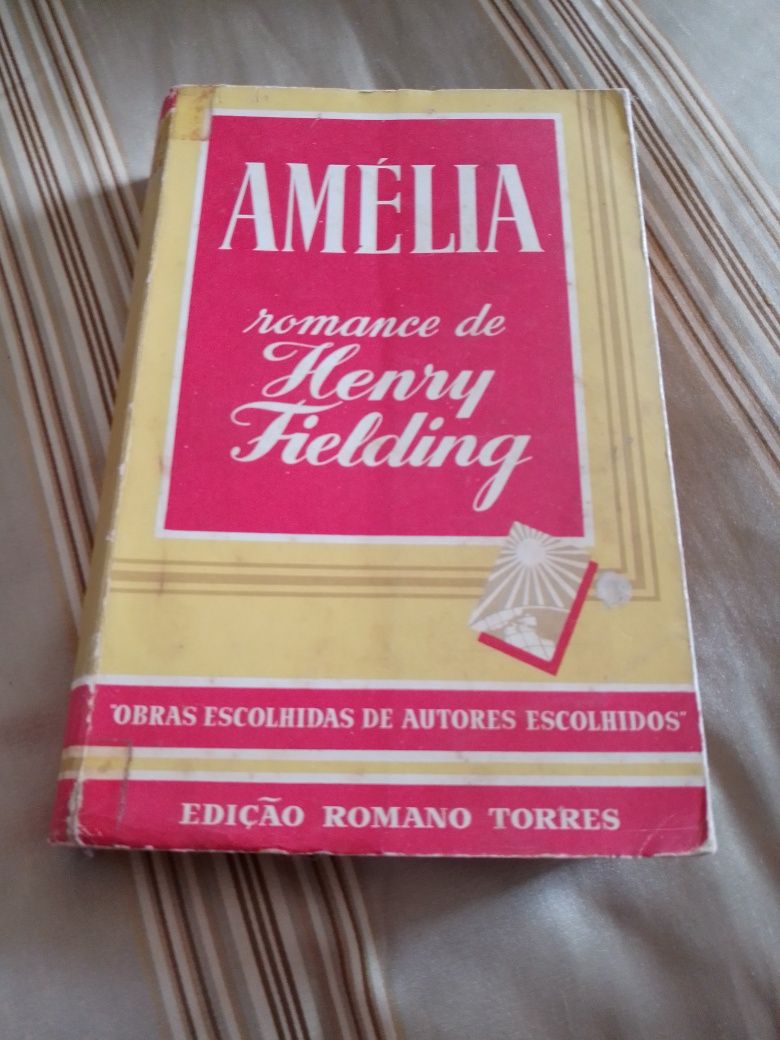 AMÉLIA
romance de
Henry
Fielding
"OBRAS ESCOLHIDAS DE AUTORES ESCOLHIDOS"
EDIÇÃO ROMANO TORRES